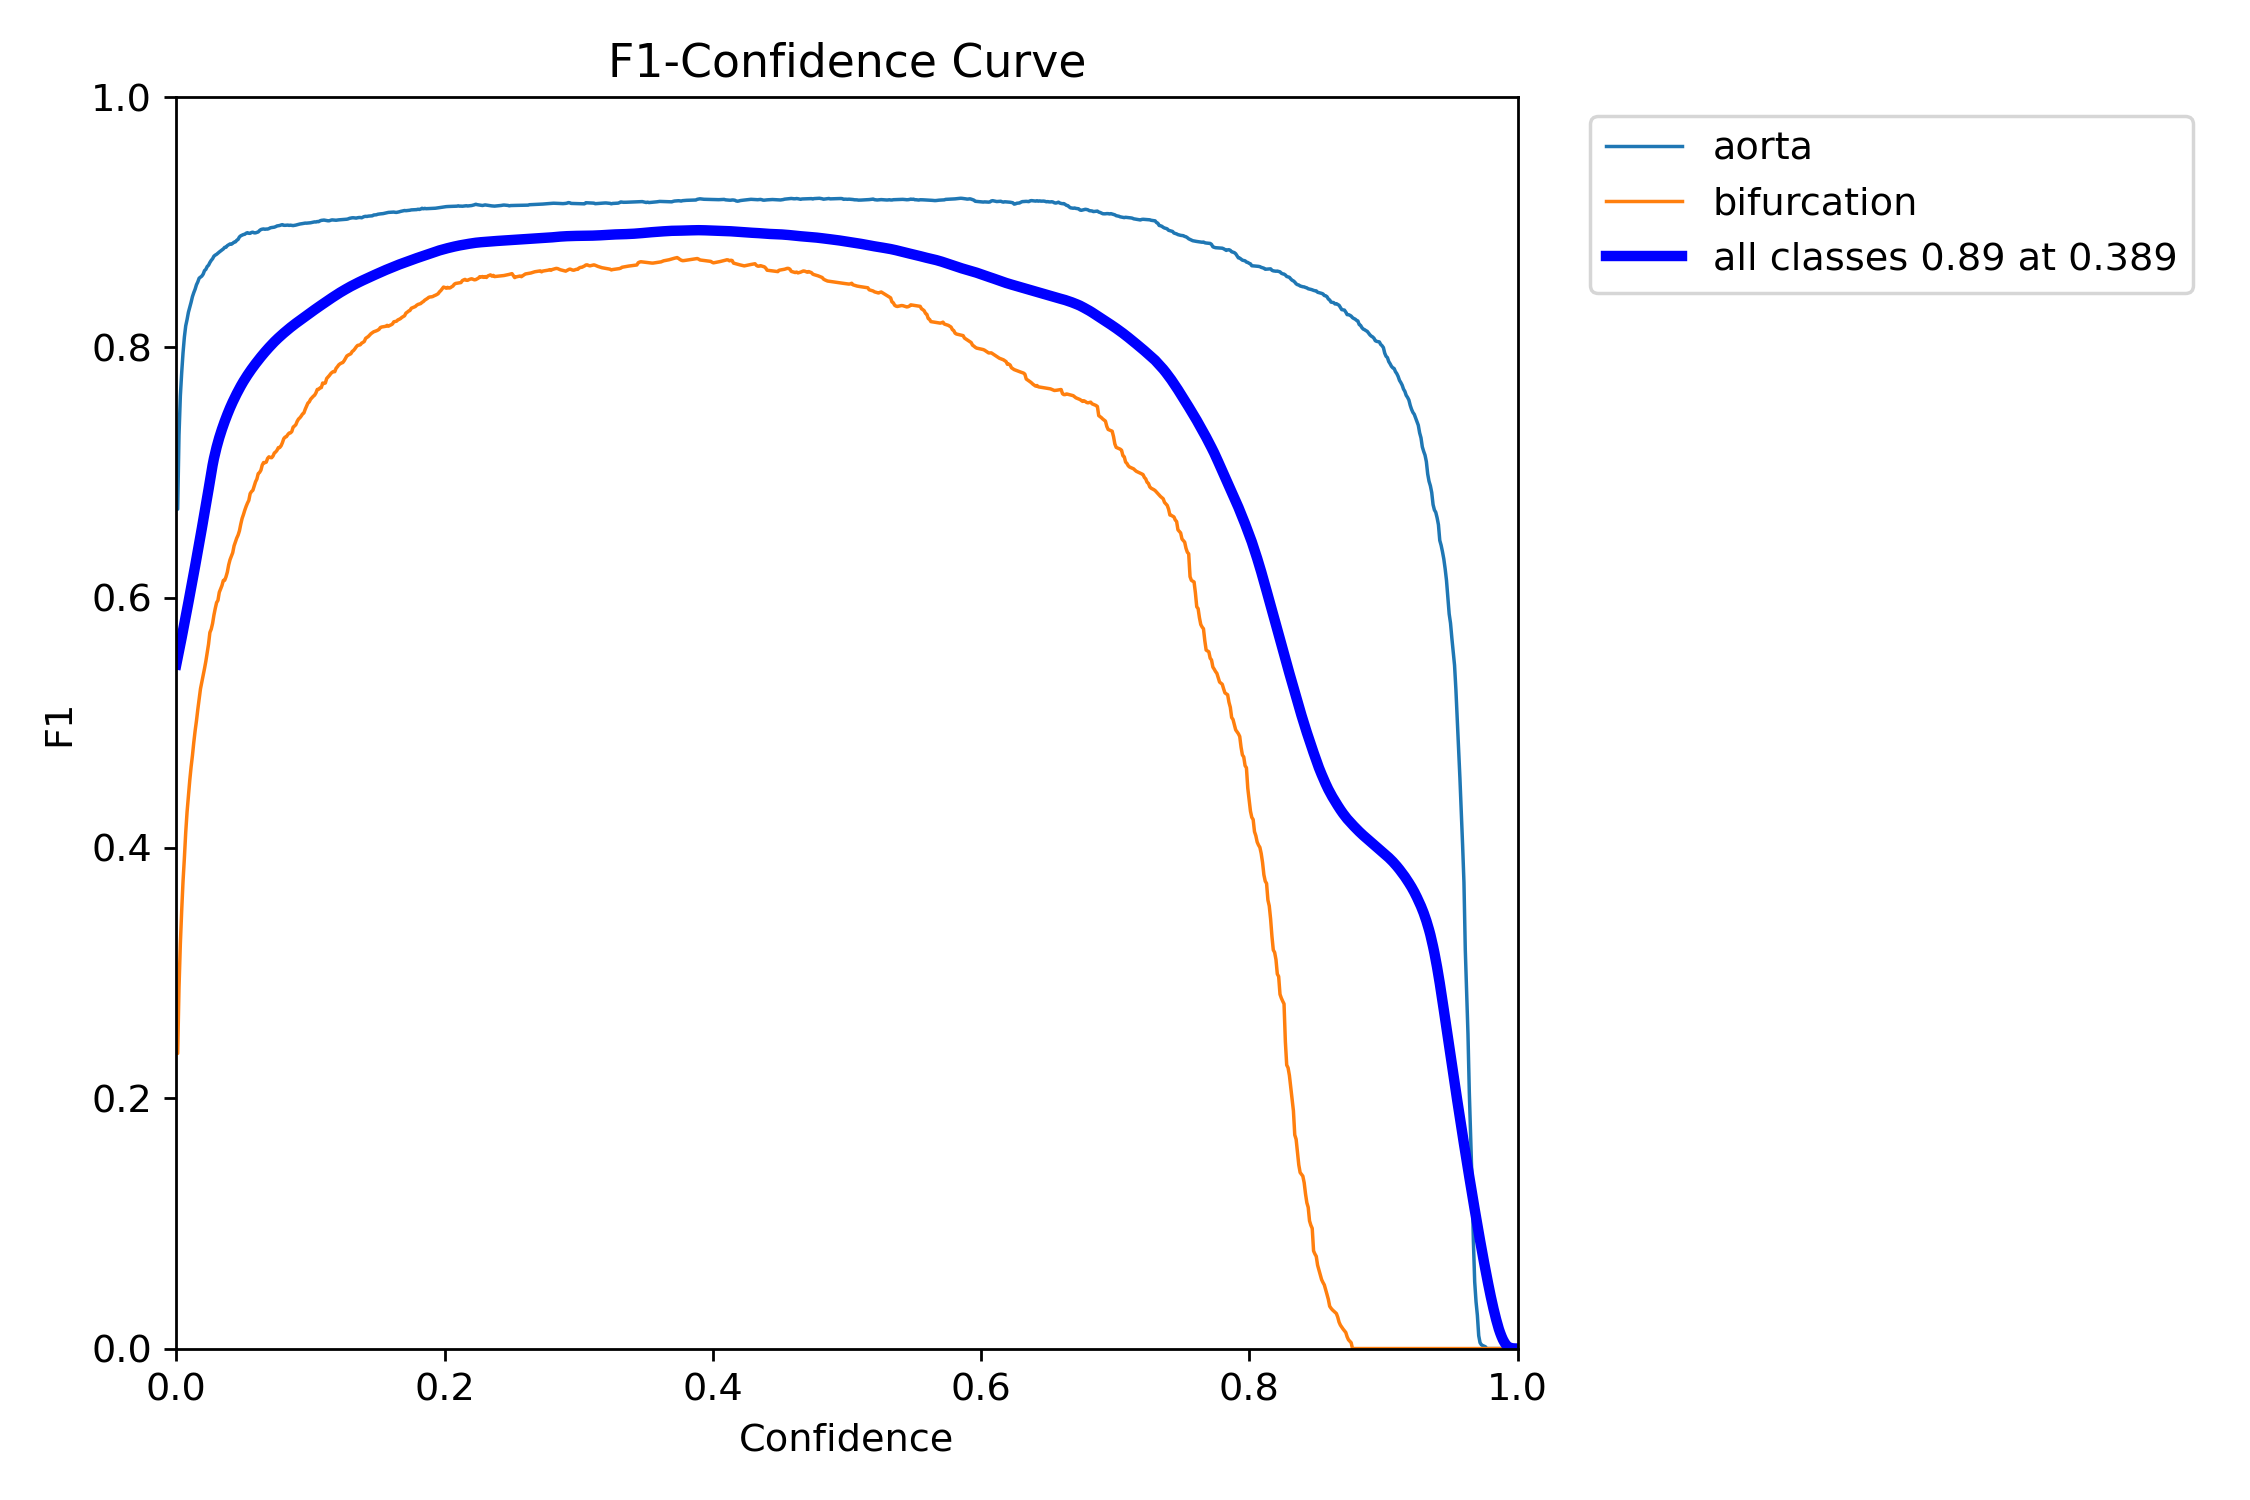 F1-Confidence Curve
1.0
0.8
0.6
0.4
0.2
0.0
F1
0.0 0.2 0.4 0.6 0.8 1.0
Confidence
aorta
bifurcation
all classes 0.89 at 0.389